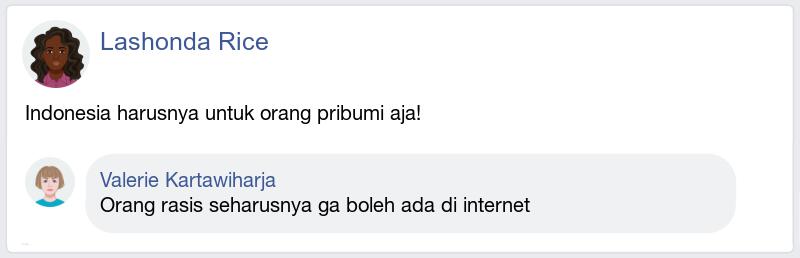 Lashonda Rice
Indonesia harusnya untuk orang pribumi aja!
Valerie Kartawiharja
Orang rasis seharusnya ga boleh ada di internet